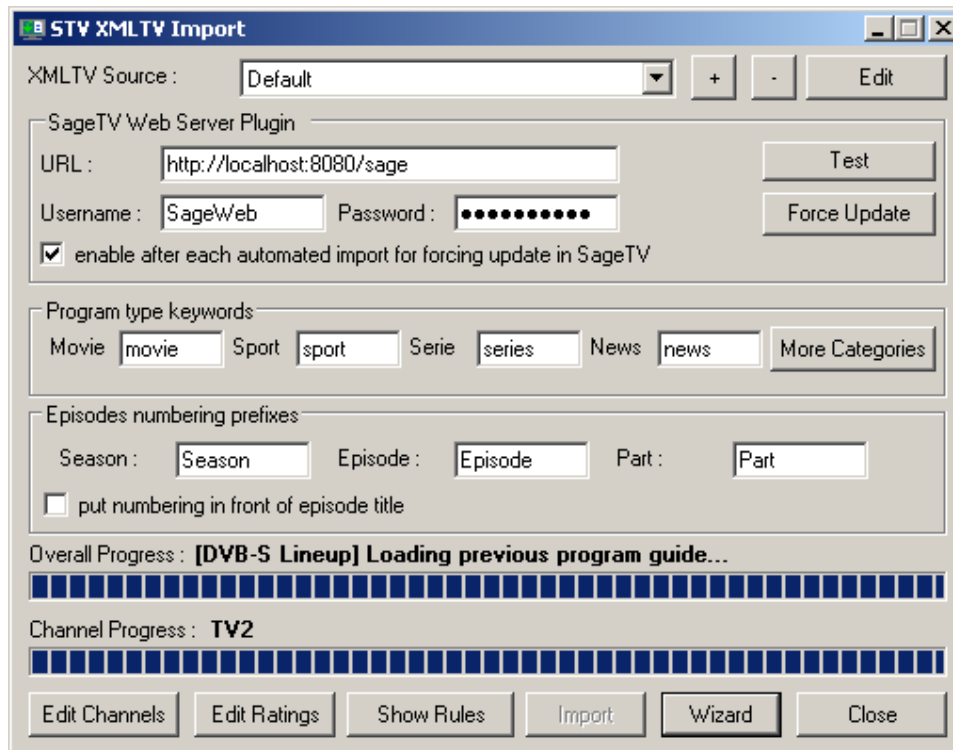 STV XMLTV Import
XMLTV Source : Default + - Edit
SageTV Web Server Plugin
URL : http://localhost:8080/sage Test
Username : SageWeb Password : ●●●●●●●●●● Force Update
enable after each automated import for forcing update in SageTV
Program type keywords
Movie movie Sport sport Serie series News news More Categories
Episodes numbering prefixes
Season : Season Episode : Episode Part : Part
put numbering in front of episode title
Overall Progress : [DVB-S Lineup] Loading previous program guide...
Channel Progress : TV2
Edit Channels Edit Ratings Show Rules Import Wizard Close